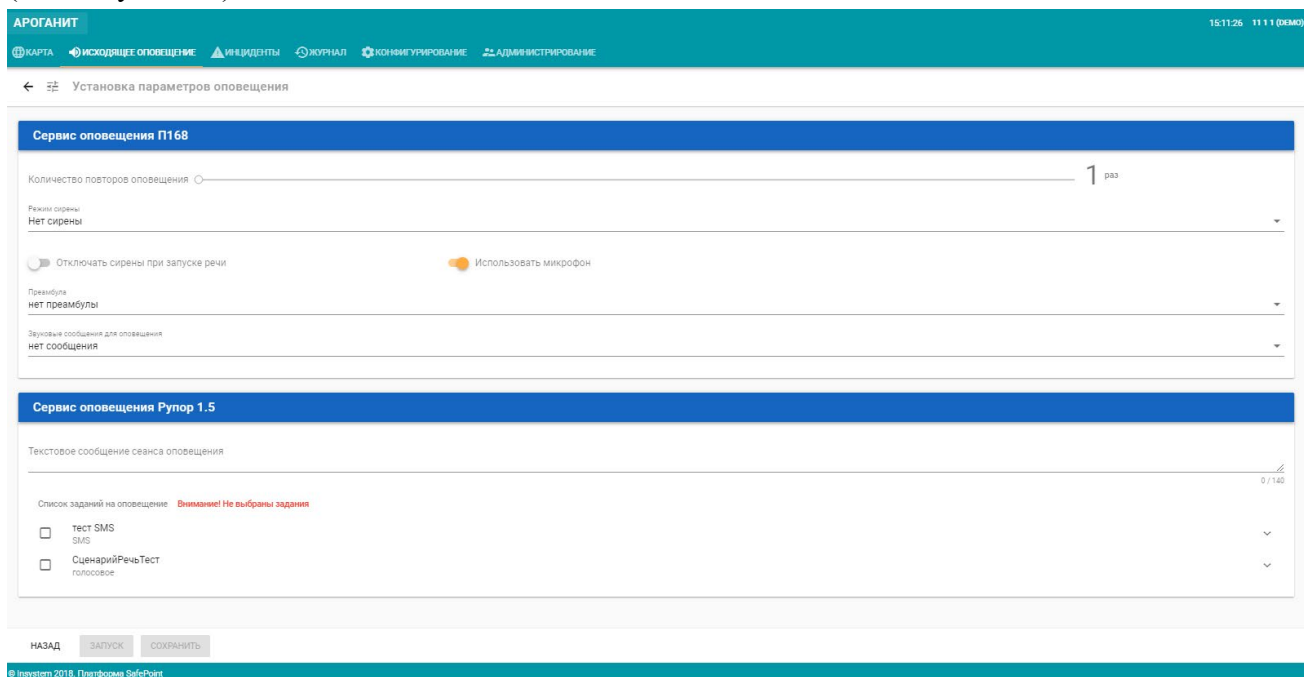 АРОГАНИТ 15:11:26 11 1 1 (DEMO)
КАРТА ИСХОДЯЩЕЕ ОПОВЕЩЕНИЕ ИНЦИДЕНТЫ ЖУРНАЛ КОНФИГУРИРОВАНИЕ АДМИНИСТРИРОВАНИЕ
Установка параметров оповещения
Сервис оповещения П168
Количество повторов оповещения 1 раз
Режим сирены
Нет сирены
Отключать сирены при запуске речи Использовать микрофон
Преамбула
нет преамбулы
Звуковые сообщения для оповещения
нет сообщения
Сервис оповещения Рупор 1.5
Текстовое сообщение сеанса оповещения
0 / 140
Список заданий на оповещение Внимание! Не выбраны задания
тест SMS
SMS
СценарийРечьТест
голосовое
НАЗАД ЗАПУСК СОХРАНИТЬ
© Insystem 2018. Платформа SafePoint